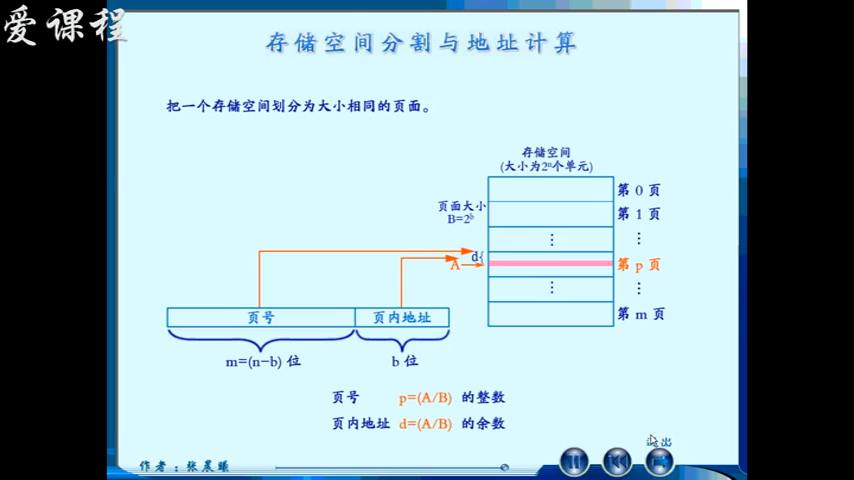 爱课程
存储空间分割与地址计算
把一个存储空间划分为大小相同的页面。
存储空间
(大小为2ⁿ个单元)
第 0 页
页面大小
B=2ᵇ
第 1 页
⋮ ⋮
d{
A
第 p 页
⋮ ⋮
第 m 页
页号 页内地址
m=(n−b) 位 b 位
页号 p=(A/B) 的整数
页内地址 d=(A/B) 的余数
作者：张晨曦